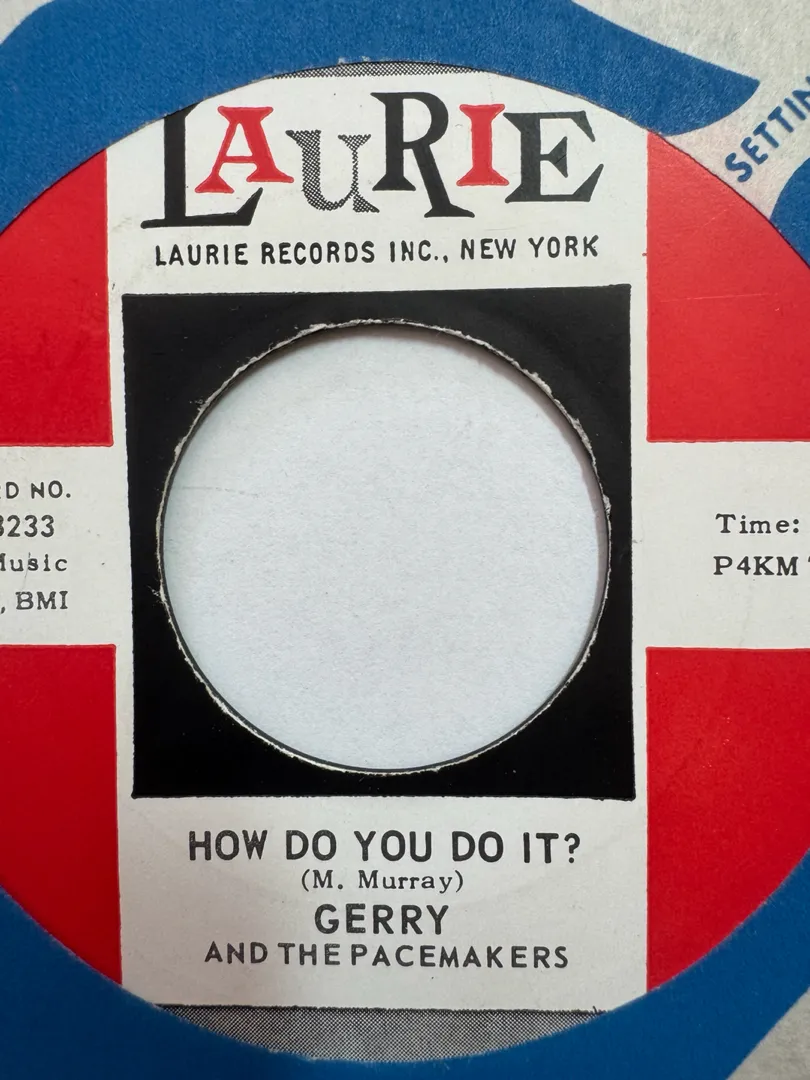 SETTIN
LAURIE
LAURIE RECORDS INC., NEW YORK
D NO.
3233
Music
, BMI
Time:
P4KM
HOW DO YOU DO IT?
(M. Murray)
GERRY
AND THE PACEMAKERS